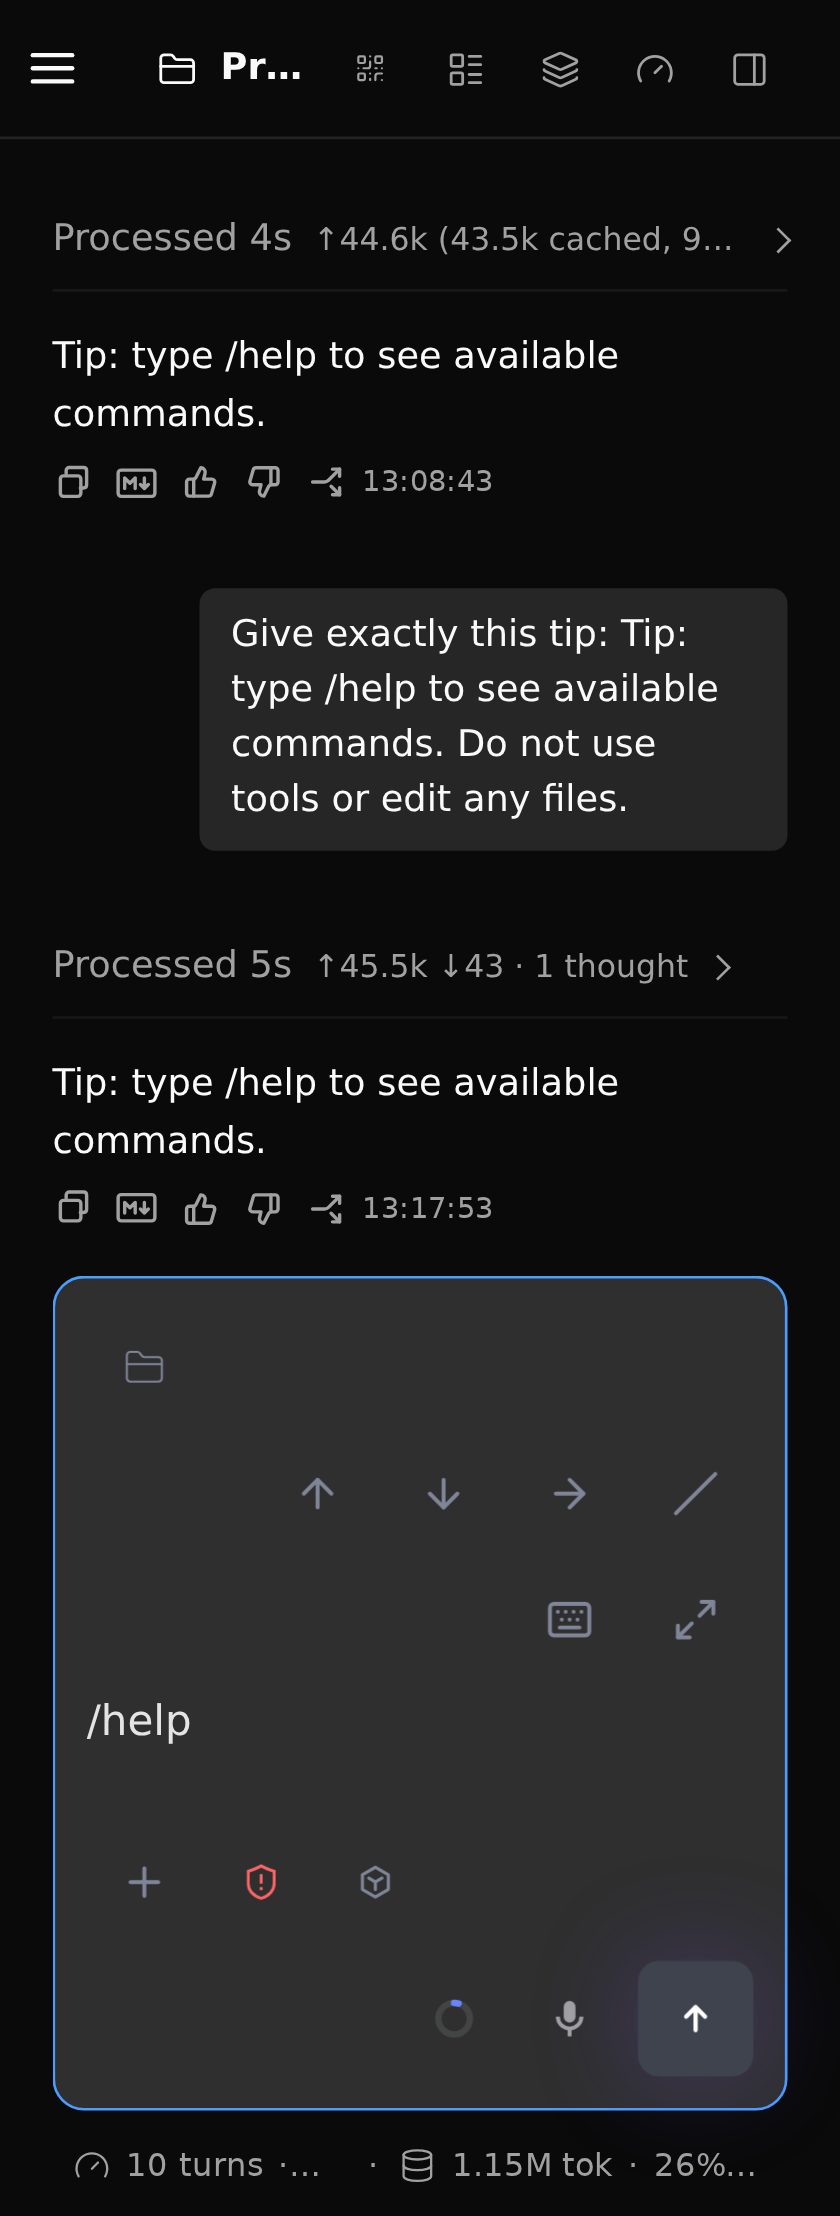 Pr...
Processed 4s ↑44.6k (43.5k cached, 9...
Tip: type /help to see available
commands.
13:08:43
Give exactly this tip: Tip:
type /help to see available
commands. Do not use
tools or edit any files.
Processed 5s ↑45.5k ↓43 · 1 thought
Tip: type /help to see available
commands.
13:17:53
/help
10 turns ·... · 1.15M tok · 26%...